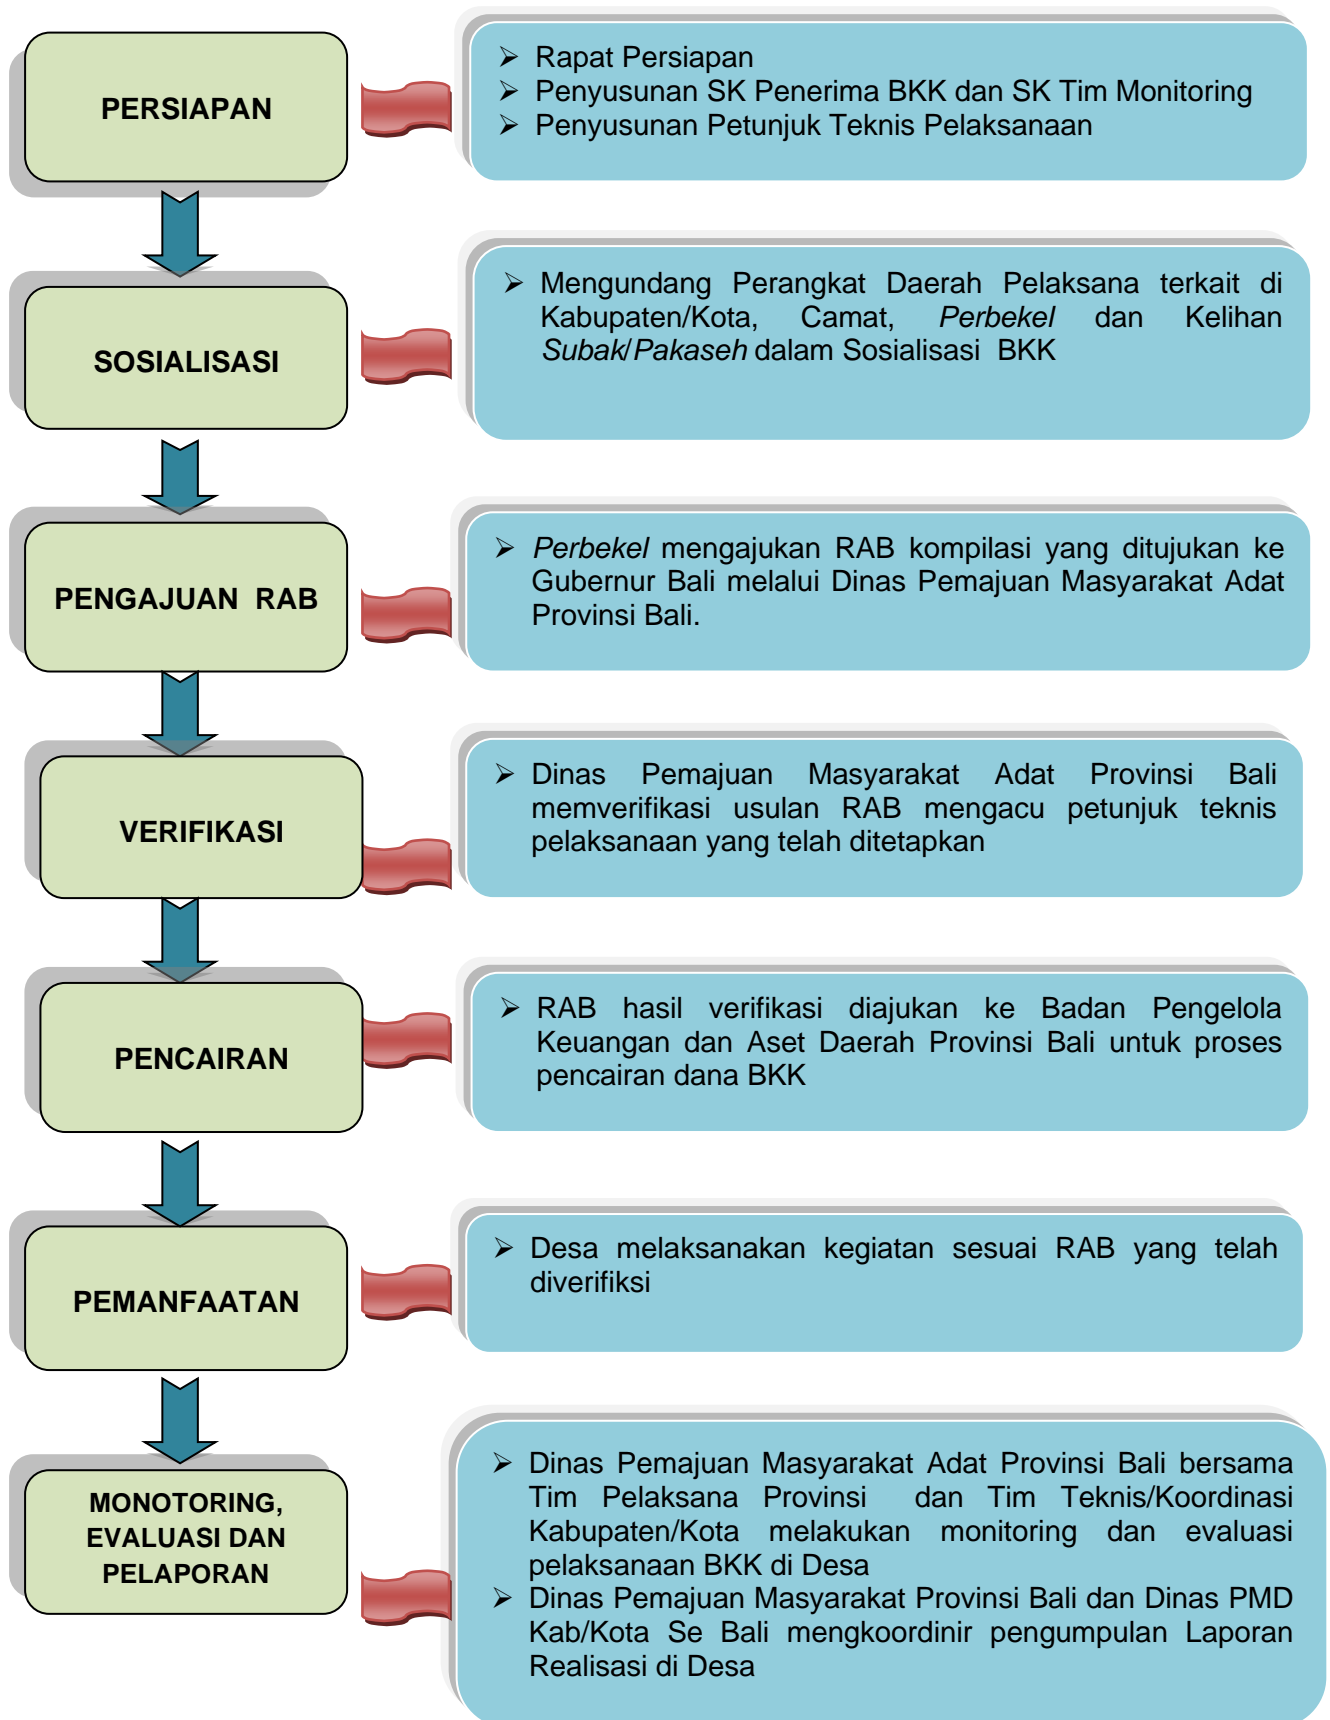 PERSIAPAN
➢ Rapat Persiapan
➢ Penyusunan SK Penerima BKK dan SK Tim Monitoring
➢ Penyusunan Petunjuk Teknis Pelaksanaan
SOSIALISASI
➢ Mengundang Perangkat Daerah Pelaksana terkait di
Kabupaten/Kota, Camat, Perbekel dan Kelihan
Subak/Pakaseh dalam Sosialisasi BKK
PENGAJUAN RAB
➢ Perbekel mengajukan RAB kompilasi yang ditujukan ke
Gubernur Bali melalui Dinas Pemajuan Masyarakat Adat
Provinsi Bali.
VERIFIKASI
➢ Dinas Pemajuan Masyarakat Adat Provinsi Bali
memverifikasi usulan RAB mengacu petunjuk teknis
pelaksanaan yang telah ditetapkan
PENCAIRAN
➢ RAB hasil verifikasi diajukan ke Badan Pengelola
Keuangan dan Aset Daerah Provinsi Bali untuk proses
pencairan dana BKK
PEMANFAATAN
➢ Desa melaksanakan kegiatan sesuai RAB yang telah
diverifiksi
MONOTORING,
EVALUASI DAN
PELAPORAN
➢ Dinas Pemajuan Masyarakat Adat Provinsi Bali bersama
Tim Pelaksana Provinsi dan Tim Teknis/Koordinasi
Kabupaten/Kota melakukan monitoring dan evaluasi
pelaksanaan BKK di Desa
➢ Dinas Pemajuan Masyarakat Provinsi Bali dan Dinas PMD
Kab/Kota Se Bali mengkoordinir pengumpulan Laporan
Realisasi di Desa